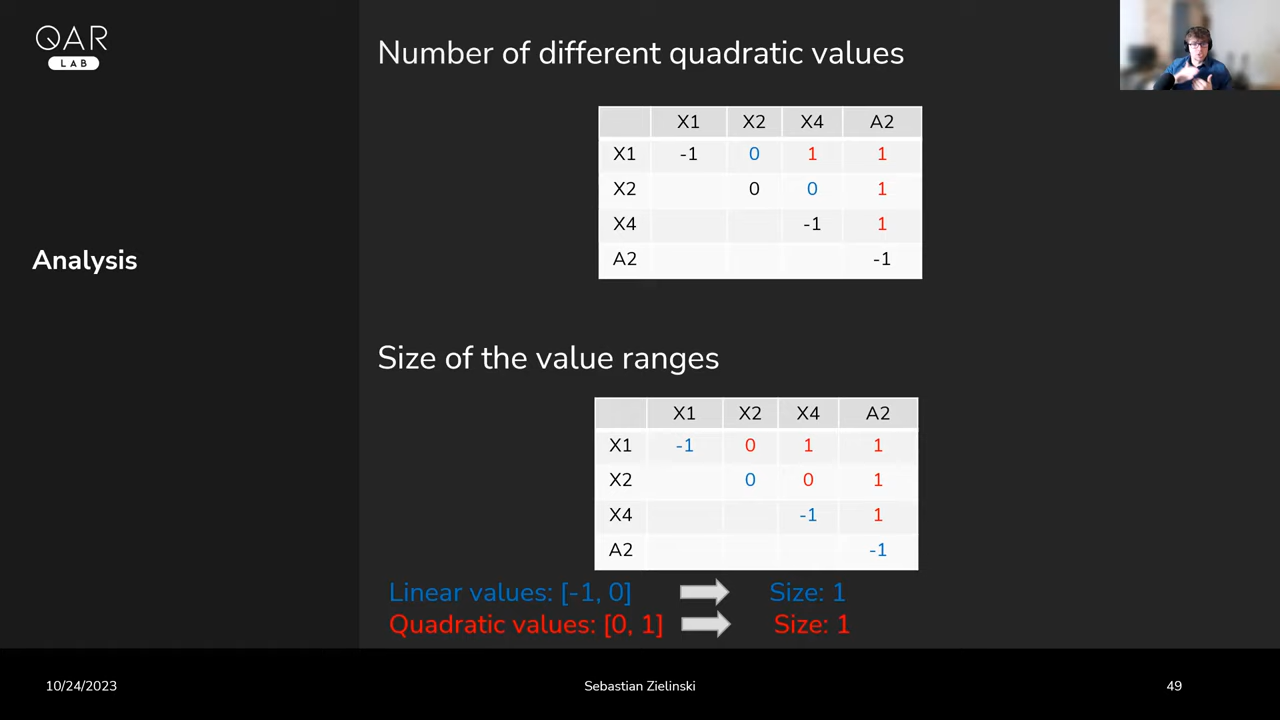 QAR
LAB
Number of different quadratic values
X1 X2 X4 A2
X1 -1 0 1 1
X2 0 0 1
X4 -1 1
A2 -1
Analysis
Size of the value ranges
X1 X2 X4 A2
X1 -1 0 1 1
X2 0 0 1
X4 -1 1
A2 -1
Linear values: [-1, 0] Size: 1
Quadratic values: [0, 1] Size: 1
10/24/2023 Sebastian Zielinski 49